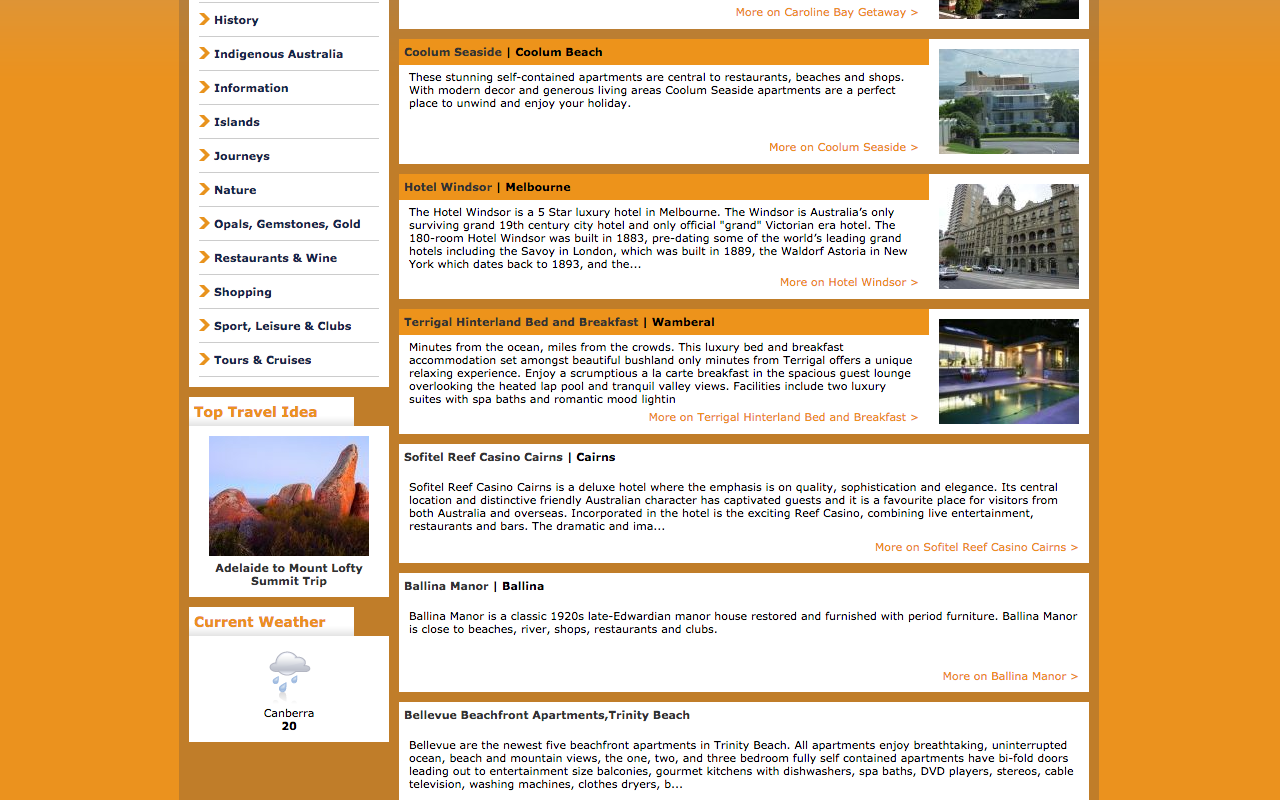 History
Indigenous Australia
Information
Islands
Journeys
Nature
Opals, Gemstones, Gold
Restaurants & Wine
Shopping
Sport, Leisure & Clubs
Tours & Cruises
Top Travel Idea
Adelaide to Mount Lofty
Summit Trip
Current Weather
Canberra
20
More on Caroline Bay Getaway >
Coolum Seaside | Coolum Beach
These stunning self-contained apartments are central to restaurants, beaches and shops.
With modern decor and generous living areas Coolum Seaside apartments are a perfect
place to unwind and enjoy your holiday.
More on Coolum Seaside >
Hotel Windsor | Melbourne
The Hotel Windsor is a 5 Star luxury hotel in Melbourne. The Windsor is Australia’s only
surviving grand 19th century city hotel and only official "grand" Victorian era hotel. The
180-room Hotel Windsor was built in 1883, pre-dating some of the world’s leading grand
hotels including the Savoy in London, which was built in 1889, the Waldorf Astoria in New
York which dates back to 1893, and the...
More on Hotel Windsor >
Terrigal Hinterland Bed and Breakfast | Wamberal
Minutes from the ocean, miles from the crowds. This luxury bed and breakfast
accommodation set amongst beautiful bushland only minutes from Terrigal offers a unique
relaxing experience. Enjoy a scrumptious a la carte breakfast in the spacious guest lounge
overlooking the heated lap pool and tranquil valley views. Facilities include two luxury
suites with spa baths and romantic mood lightin
More on Terrigal Hinterland Bed and Breakfast >
Sofitel Reef Casino Cairns | Cairns
Sofitel Reef Casino Cairns is a deluxe hotel where the emphasis is on quality, sophistication and elegance. Its central
location and distinctive friendly Australian character has captivated guests and it is a favourite place for visitors from
both Australia and overseas. Incorporated in the hotel is the exciting Reef Casino, combining live entertainment,
restaurants and bars. The dramatic and ima...
More on Sofitel Reef Casino Cairns >
Ballina Manor | Ballina
Ballina Manor is a classic 1920s late-Edwardian manor house restored and furnished with period furniture. Ballina Manor
is close to beaches, river, shops, restaurants and clubs.
More on Ballina Manor >
Bellevue Beachfront Apartments,Trinity Beach
Bellevue are the newest five beachfront apartments in Trinity Beach. All apartments enjoy breathtaking, uninterrupted
ocean, beach and mountain views, the one, two, and three bedroom fully self contained apartments have bi-fold doors
leading out to entertainment size balconies, gourmet kitchens with dishwashers, spa baths, DVD players, stereos, cable
television, washing machines, clothes dryers, b...